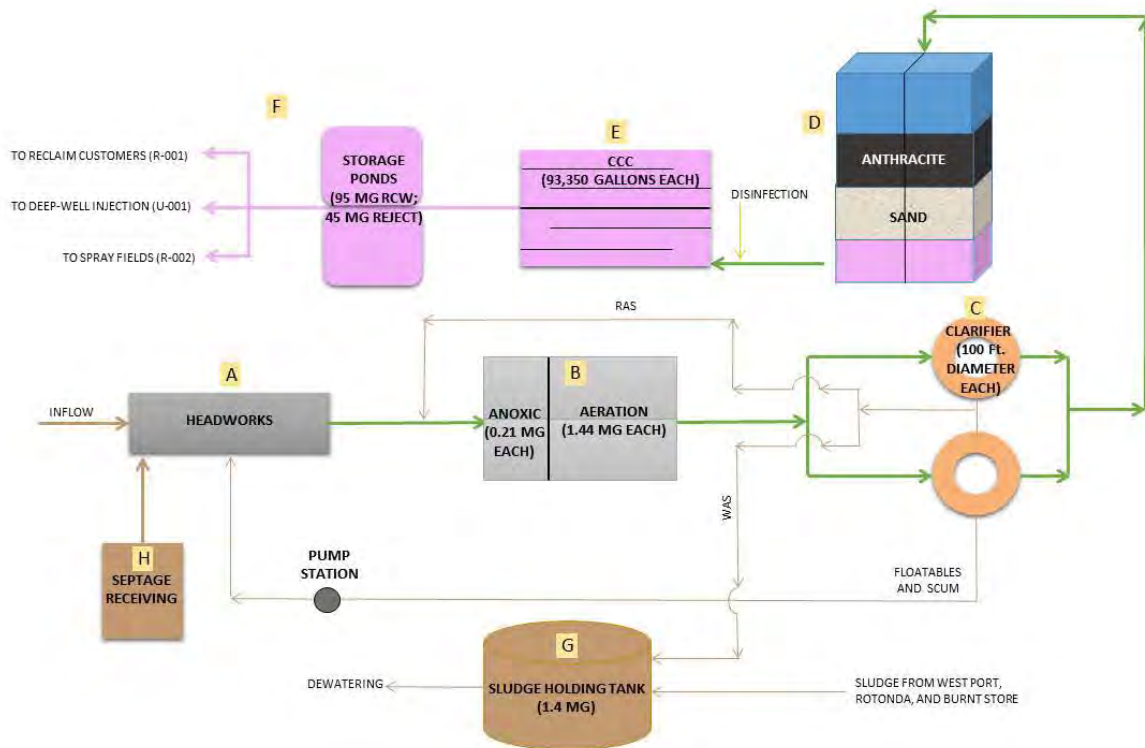 F
E
D
TO RECLAIM CUSTOMERS (R-001)
TO DEEP-WELL INJECTION (U-001)
TO SPRAY FIELDS (R-002)
STORAGE
PONDS
(95 MG RCW;
45 MG REJECT)
CCC
(93,350 GALLONS EACH)
DISINFECTION
ANTHRACITE
SAND
RAS
C
CLARIFIER
(100 Ft.
DIAMETER
EACH)
A
INFLOW
HEADWORKS
B
ANOXIC
(0.21 MG
EACH)
AERATION
(1.44 MG EACH)
WAS
H
SEPTAGE
RECEIVING
PUMP
STATION
FLOATABLES
AND SCUM
G
DEWATERING
SLUDGE HOLDING TANK
(1.4 MG)
SLUDGE FROM WEST PORT,
ROTONDA, AND BURNT STORE